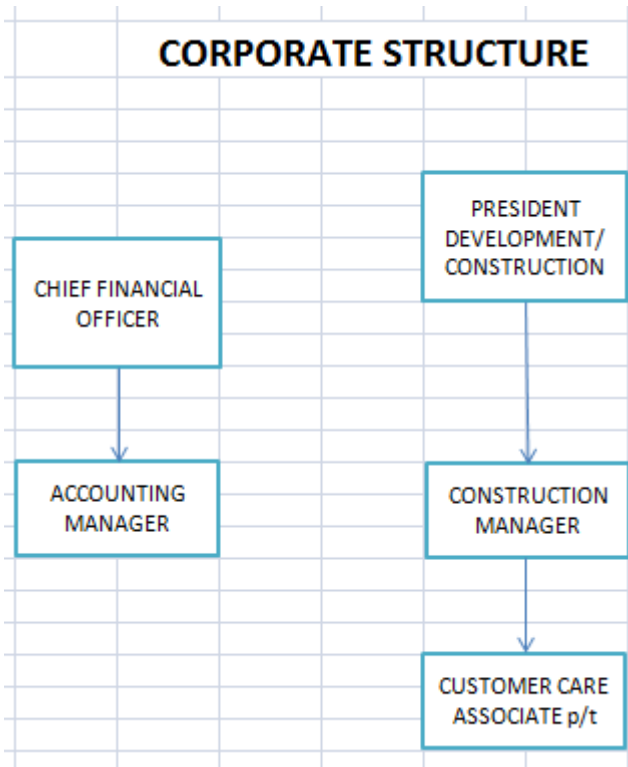 CORPORATE STRUCTURE
PRESIDENT
DEVELOPMENT/
CONSTRUCTION
CHIEF FINANCIAL
OFFICER
ACCOUNTING
MANAGER
CONSTRUCTION
MANAGER
CUSTOMER CARE
ASSOCIATE p/t